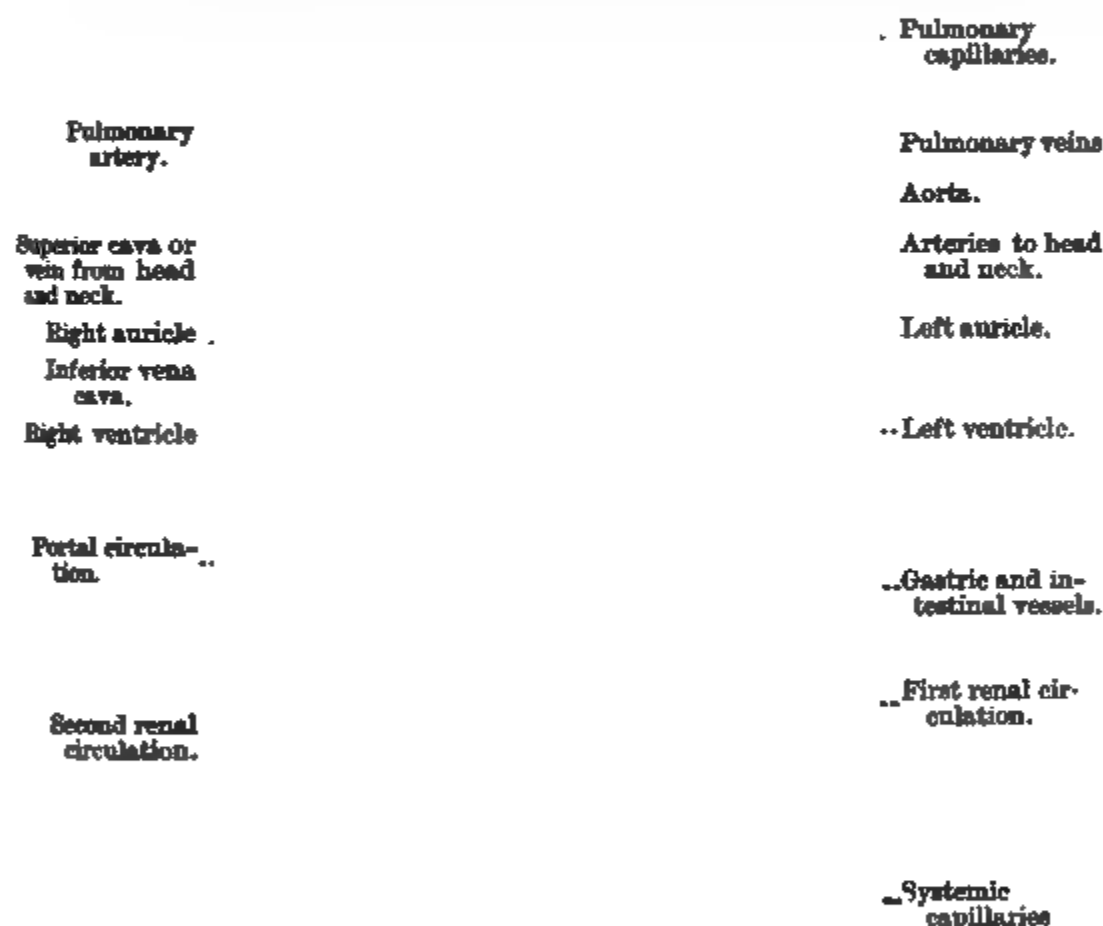 Pulmonary
artery.
Superior cava or
vein from head
and neck.
Right auricle
Inferior vena
cava.
Right ventricle
Portal circula-
tion.
Second renal
circulation.
Pulmonary
capillaries.
Pulmonary veins
Aorta.
Arteries to head
and neck.
Left auricle.
Left ventricle.
Gastric and in-
testinal vessels.
First renal cir-
culation.
Systemic
capillaries